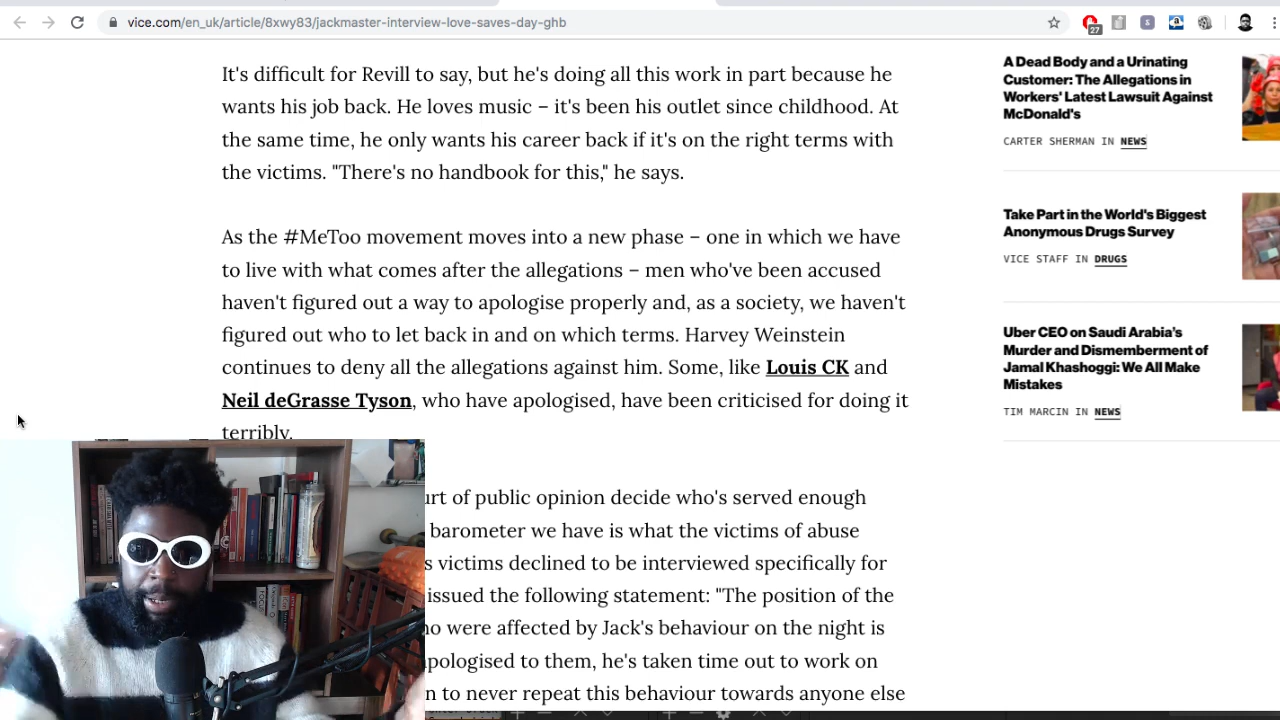 vice.com/en_uk/article/8xwy83/jackmaster-interview-love-saves-day-ghb
27
It's difficult for Revill to say, but he's doing all this work in part because he
wants his job back. He loves music – it's been his outlet since childhood. At
the same time, he only wants his career back if it's on the right terms with
the victims. "There's no handbook for this," he says.
As the #MeToo movement moves into a new phase – one in which we have
to live with what comes after the allegations – men who've been accused
haven't figured out a way to apologise properly and, as a society, we haven't
figured out who to let back in and on which terms. Harvey Weinstein
continues to deny all the allegations against him. Some, like Louis CK and
Neil deGrasse Tyson, who have apologised, have been criticised for doing it
terribly.
urt of public opinion decide who's served enough
barometer we have is what the victims of abuse
s victims declined to be interviewed specifically for
issued the following statement: "The position of the
ho were affected by Jack's behaviour on the night is
pologised to them, he's taken time out to work on
n to never repeat this behaviour towards anyone else
A Dead Body and a Urinating
Customer: The Allegations in
Workers' Latest Lawsuit Against
McDonald's
CARTER SHERMAN IN NEWS
Take Part in the World's Biggest
Anonymous Drugs Survey
VICE STAFF IN DRUGS
Uber CEO on Saudi Arabia's
Murder and Dismemberment of
Jamal Khashoggi: We All Make
Mistakes
TIM MARCIN IN NEWS